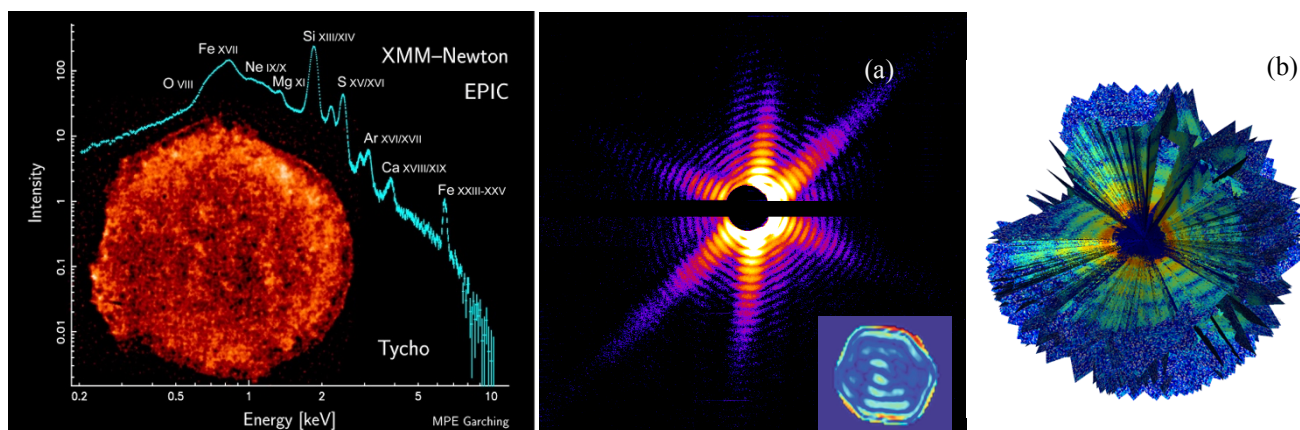 XMM–Newton
EPIC
O VIII
Fe XVII
Ne IX/X
Mg XI
Si XIII/XIV
S XV/XVI
Ar XVI/XVII
Ca XVIII/XIX
Fe XXIII-XXV
Intensity
100
10
1
0.1
0.01
Tycho
0.2
0.5
1
2
5
10
Energy [keV]
MPE Garching
(a)
(b)